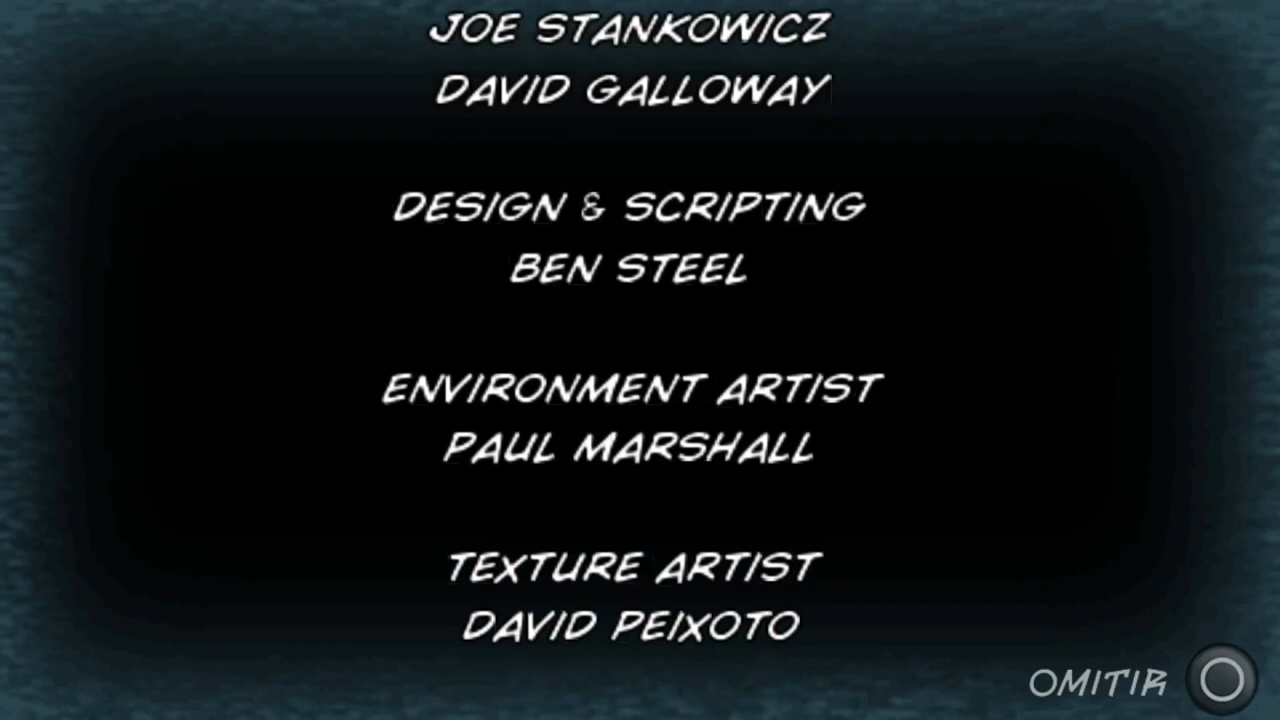 JOE STANKOWICZ
DAVID GALLOWAY
DESIGN & SCRIPTING
BEN STEEL
ENVIRONMENT ARTIST
PAUL MARSHALL
TEXTURE ARTIST
DAVID PEIXOTO
OMITIR